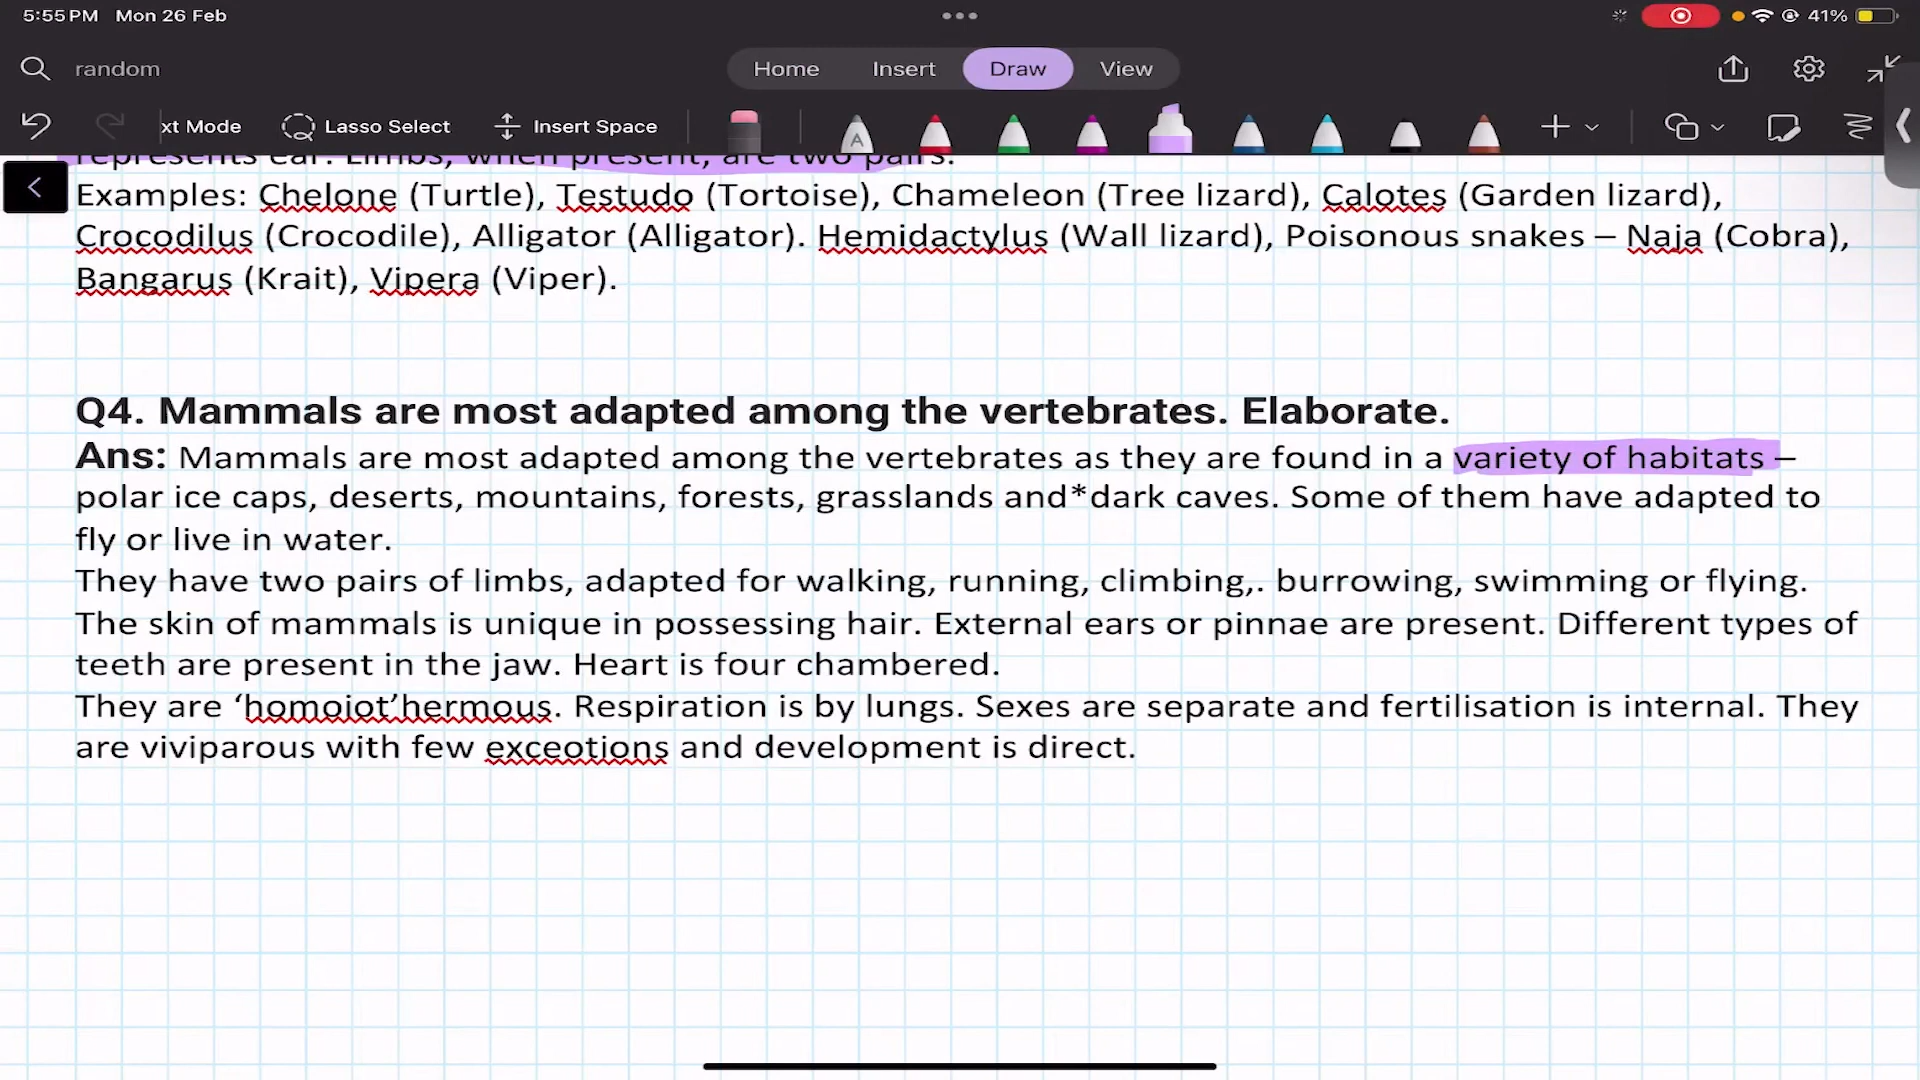 5:55 PM Mon 26 Feb
41%
random
Home Insert Draw View
xt Mode Lasso Select Insert Space
A
represents ear. Limbs, when present, are two pairs.
Examples: Chelone (Turtle), Testudo (Tortoise), Chameleon (Tree lizard), Calotes (Garden lizard),
Crocodilus (Crocodile), Alligator (Alligator). Hemidactylus (Wall lizard), Poisonous snakes – Naja (Cobra),
Bangarus (Krait), Vipera (Viper).
Q4. Mammals are most adapted among the vertebrates. Elaborate.
Ans: Mammals are most adapted among the vertebrates as they are found in a variety of habitats –
polar ice caps, deserts, mountains, forests, grasslands and*dark caves. Some of them have adapted to
fly or live in water.
They have two pairs of limbs, adapted for walking, running, climbing,. burrowing, swimming or flying.
The skin of mammals is unique in possessing hair. External ears or pinnae are present. Different types of
teeth are present in the jaw. Heart is four chambered.
They are ‘homoiot’hermous. Respiration is by lungs. Sexes are separate and fertilisation is internal. They
are viviparous with few exceotions and development is direct.